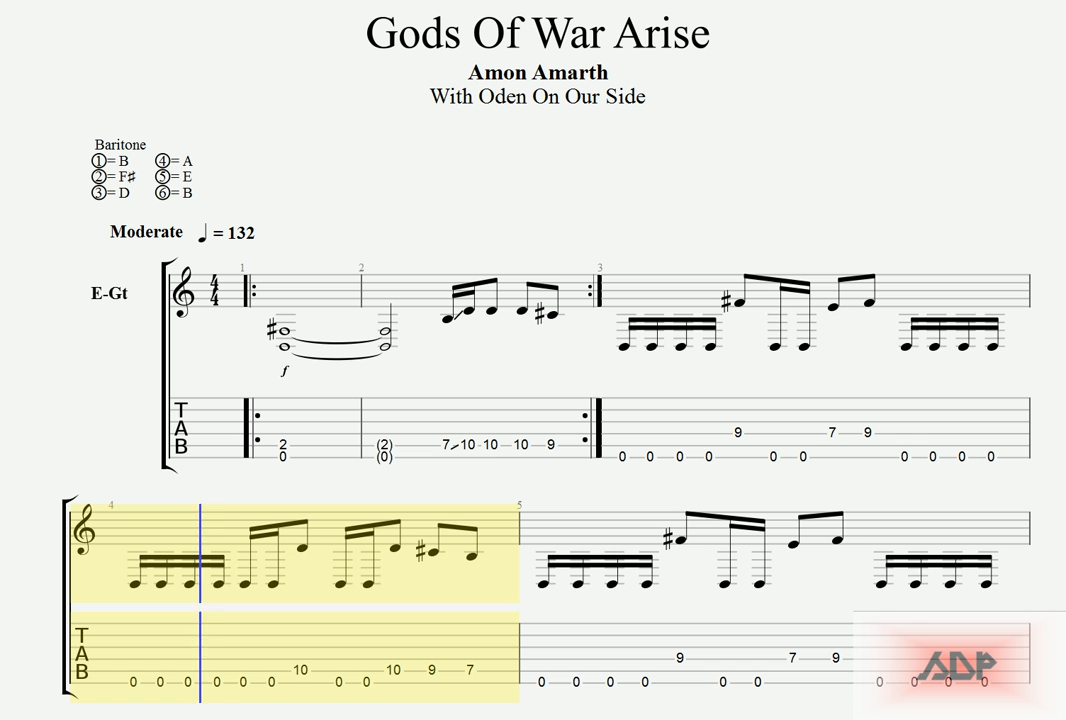 Gods Of War Arise
Amon Amarth
With Oden On Our Side
Baritone
①= B ④= A
②= F♯ ⑤= E
③= D ⑥= B
Moderate ♩ = 132
1 2 3
E-Gt
4 4
f
T A B
9 7 9
2 (2) 7 10 10 10 9
0 (0) 0 0 0 0 0 0 0 0 0 0
4 5
T A B
9 7 9
10 10 9 7
0 0 0 0 0 0 0 0 0 0 0 0 0 0 0 0 0 0
ADP